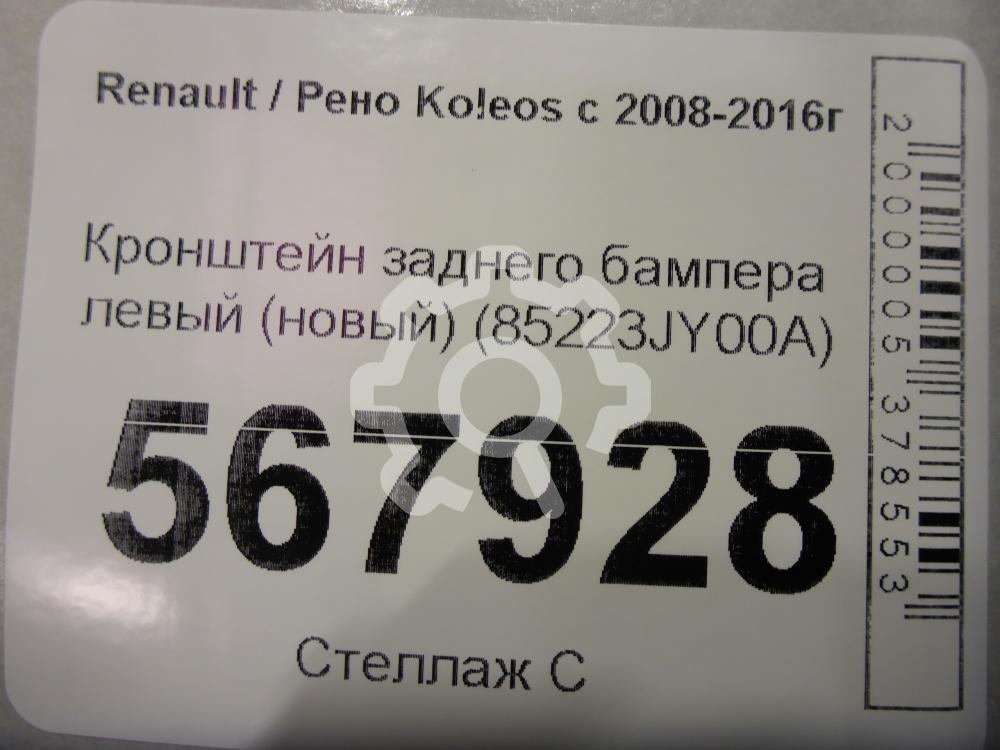 Renault / Рено Koleos с 2008-2016г
Кронштейн заднего бампера
левый (новый) (85223JY00A)
567928
Стеллаж С
2000005378553